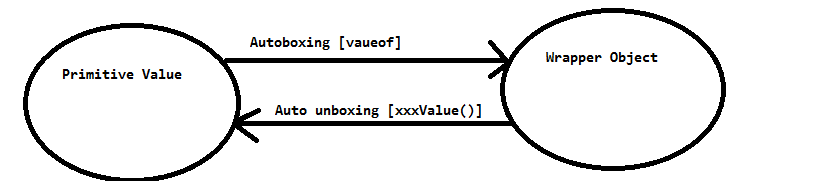 Autoboxing [vaueof]
Primitive Value
Wrapper Object
Auto unboxing [xxxValue()]